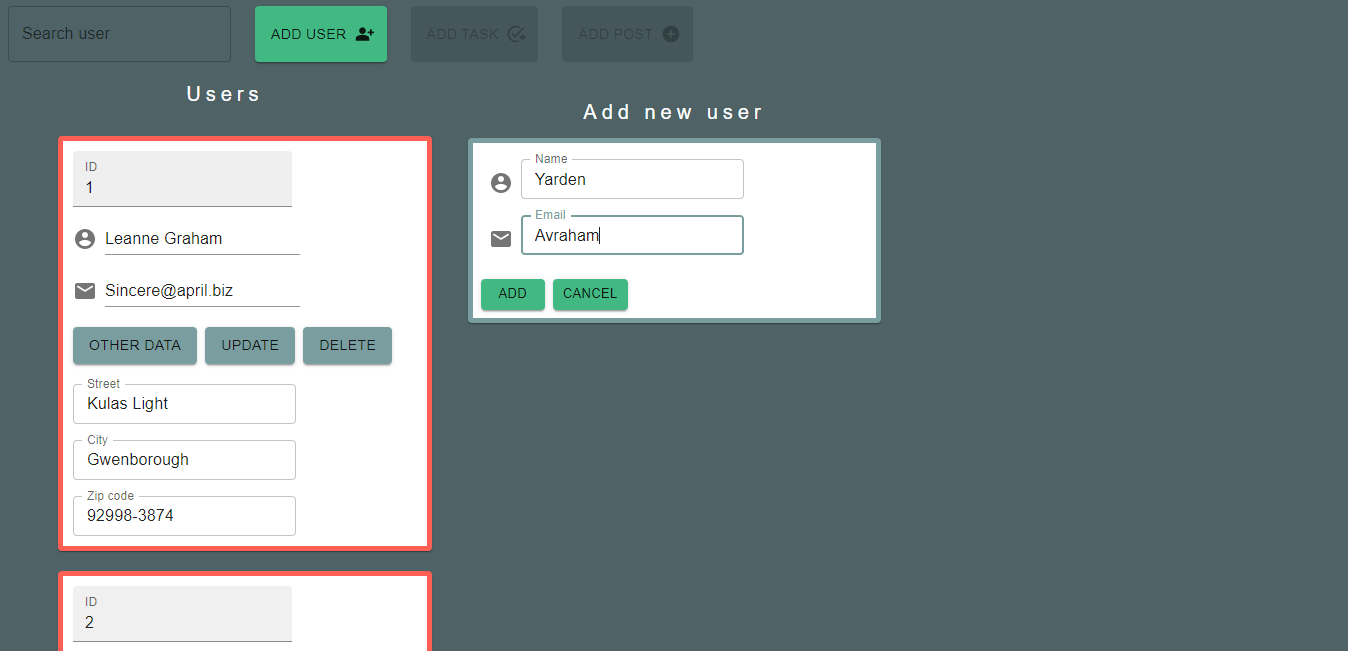 Search user
ADD USER
ADD TASK
ADD POST
Users
ID
1
Leanne Graham
Sincere@april.biz
OTHER DATA UPDATE DELETE
Street
Kulas Light
City
Gwenborough
Zip code
92998-3874
ID
2
Add new user
Name
Yarden
Email
Avraham
ADD CANCEL